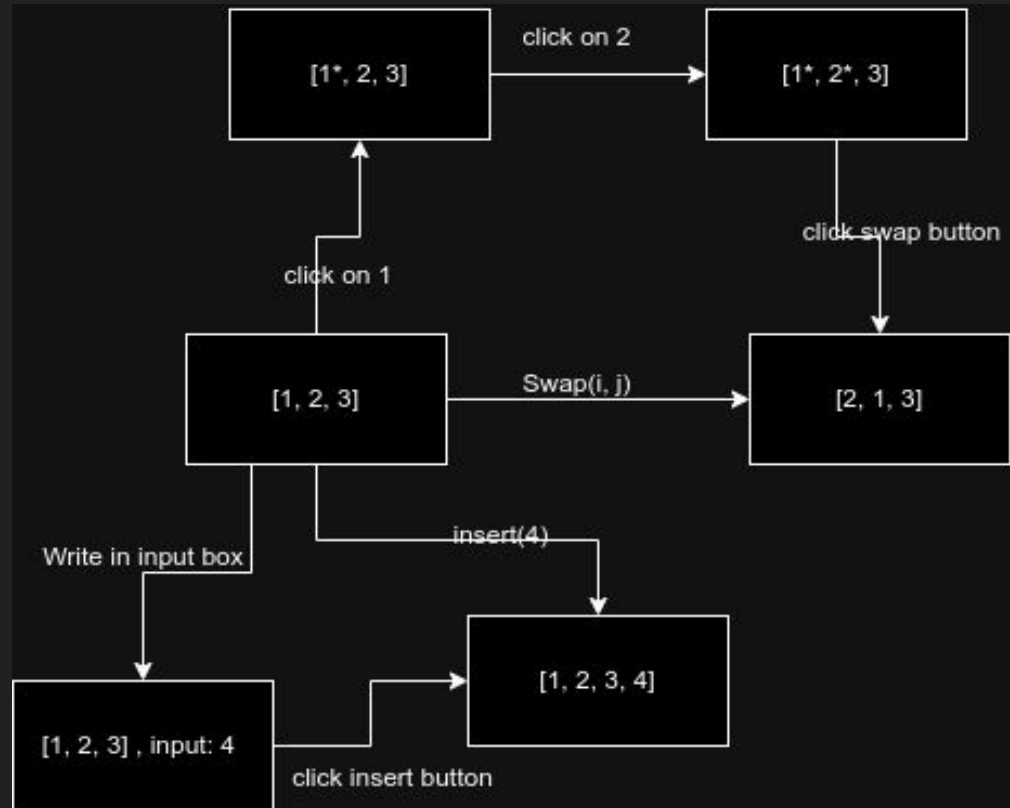 click on 2
[1*, 2, 3]
[1*, 2*, 3]
click swap button
click on 1
Swap(i, j)
[1, 2, 3]
[2, 1, 3]
insert(4)
Write in input box
[1, 2, 3, 4]
[1, 2, 3] , input: 4
click insert button